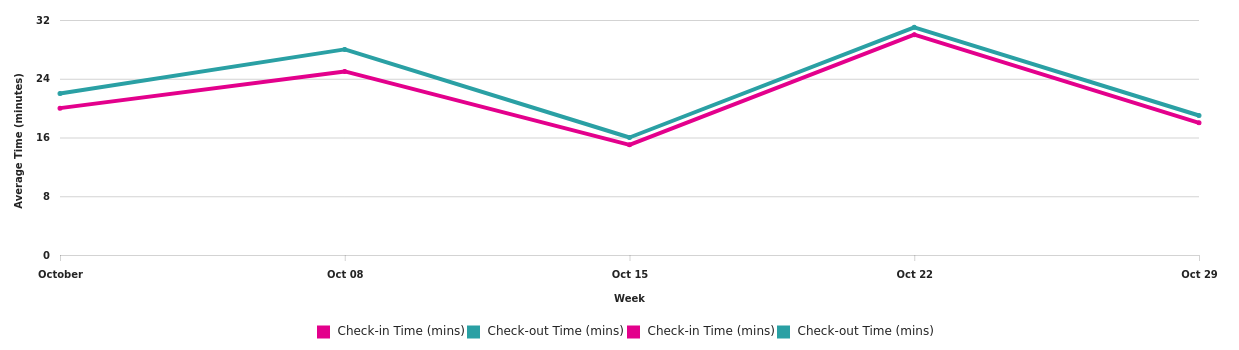 32
24
16
8
0
Average Time (minutes)
October Oct 08 Oct 15 Oct 22 Oct 29
Week
Check-in Time (mins) Check-out Time (mins) Check-in Time (mins) Check-out Time (mins)